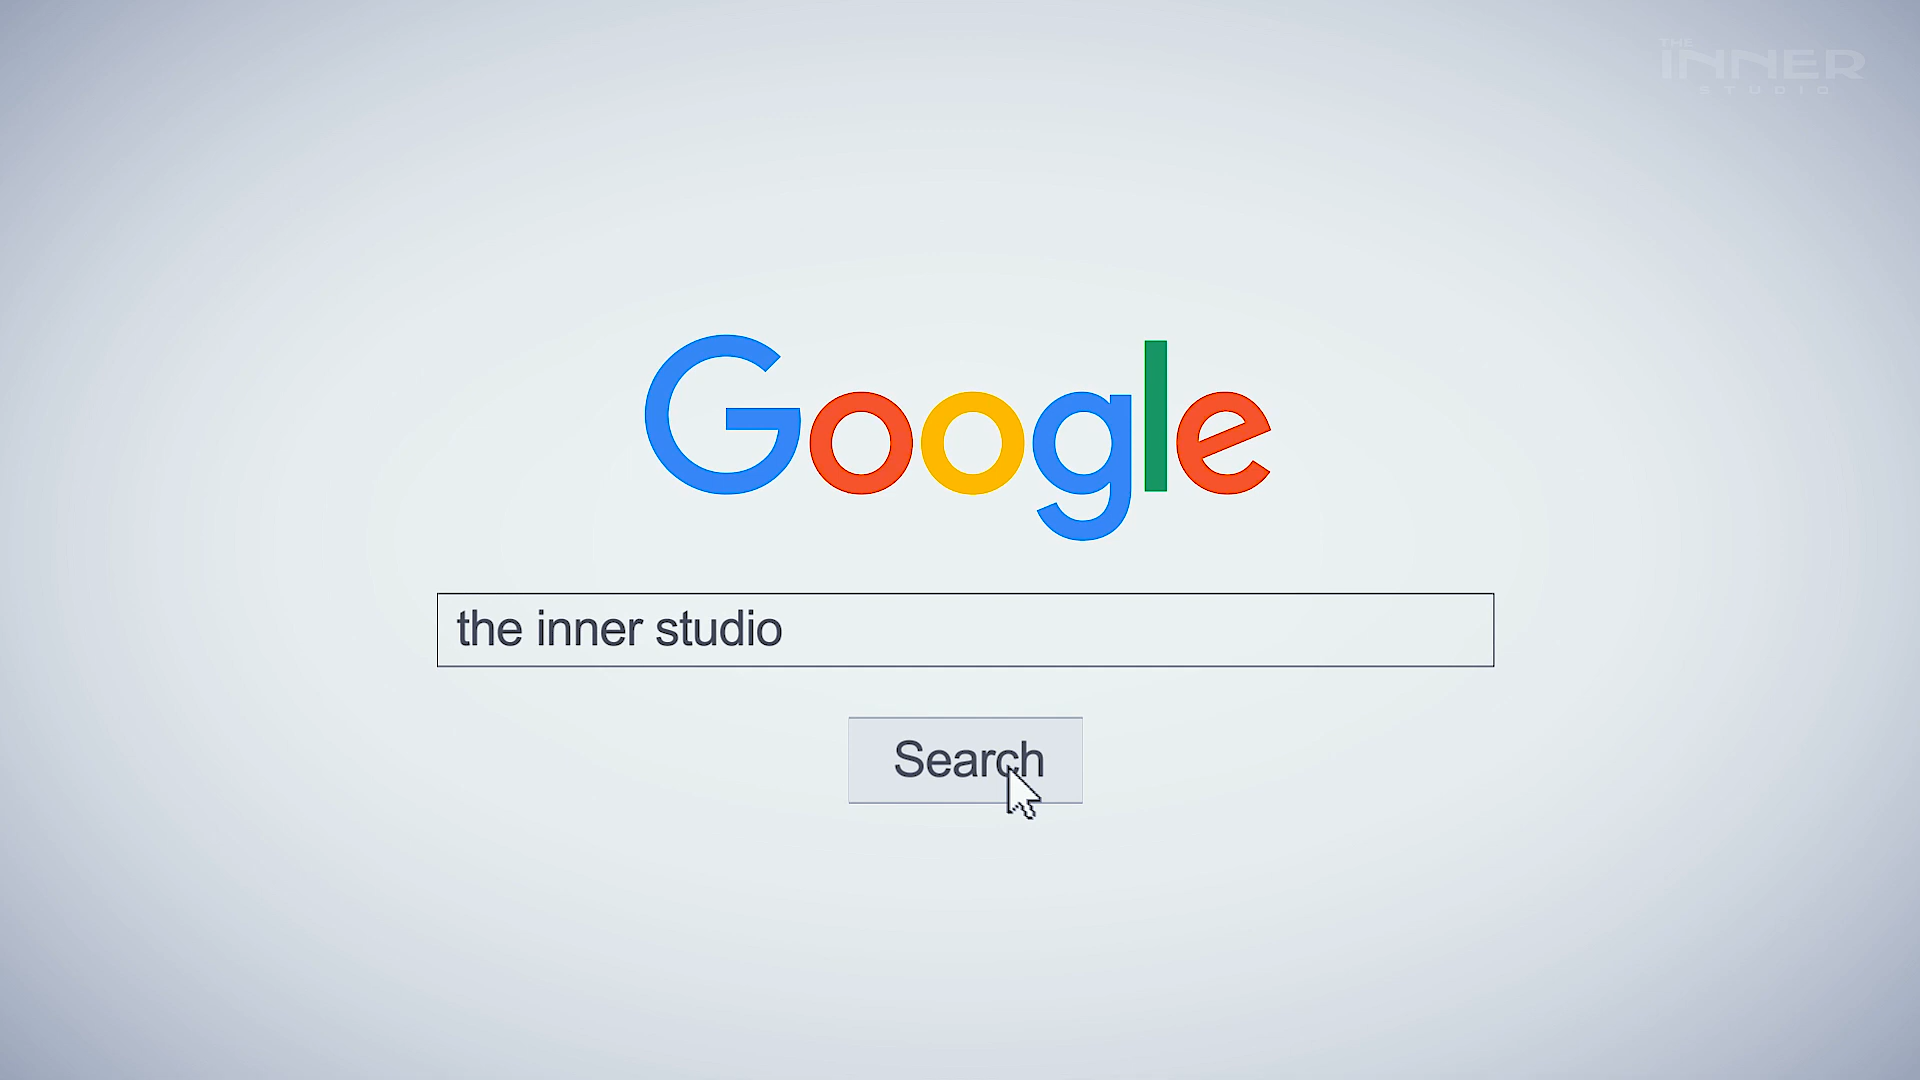 THE
INNER
STUDIO
Google
the inner studio
Search